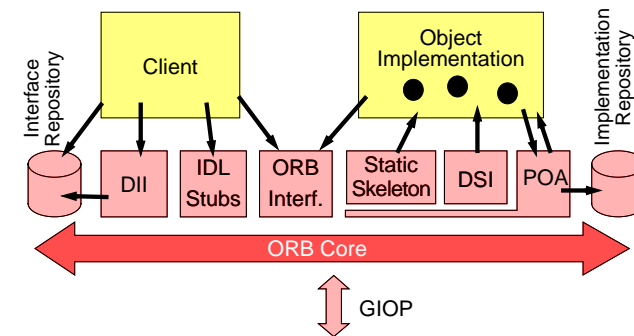 Interface
Repository
Client
Object
Implementation
Implementation
Repository
DII
IDL
Stubs
ORB
Interf.
Static
Skeleton
DSI
POA
ORB Core
GIOP